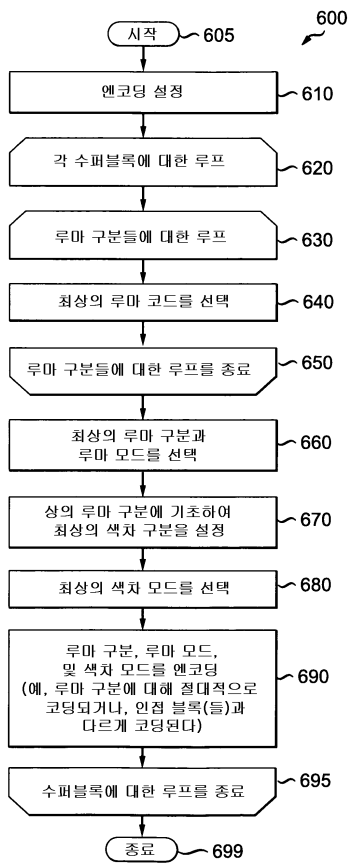 600
시작
605
엔코딩 설정
610
각 수퍼블록에 대한 루프
620
루마 구분들에 대한 루프
630
최상의 루마 코드를 선택
640
루마 구분들에 대한 루프를 종료
650
최상의 루마 구분과
루마 모드를 선택
660
상의 루마 구분에 기초하여
최상의 색차 구분을 설정
670
최상의 색차 모드를 선택
680
루마 구분, 루마 모드,
및 색차 모드를 엔코딩
(예, 루마 구분에 대해 절대적으로
코딩되거나, 인접 블록(들)과
다르게 코딩된다)
690
수퍼블록에 대한 루프를 종료
695
종료
699